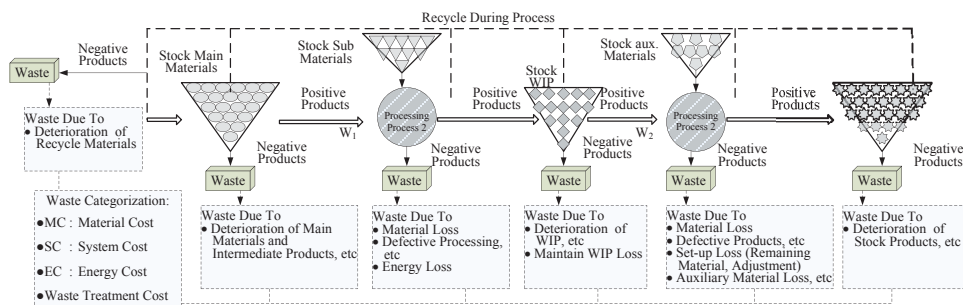 Recycle During Process
Negative
Products
Waste
Waste Due To
● Deterioration of
Recycle Materials
Stock Main
Materials
Positive
Products
W1
Stock Sub
Materials
Processing
Process 2
Positive
Products
Stock
WIP
Positive
Products
W2
Stock aux.
Materials
Processing
Process 2
Positive
Products
Negative
Products
Negative
Products
Negative
Products
Negative
Products
Negative
Products
Waste
Waste
Waste
Waste
Waste
Waste Categorization:
●MC : Material Cost
●SC : System Cost
●EC : Energy Cost
●Waste Treatment Cost
Waste Due To
● Deterioration of Main
Materials and
Intermediate Products, etc
Waste Due To
● Material Loss
● Defective Processing,
etc
● Energy Loss
Waste Due To
● Deterioration of
WIP, etc
● Maintain WIP Loss
Waste Due To
● Material Loss
● Defective Products, etc
● Set-up Loss (Remaining
Material, Adjustment)
● Auxiliary Material Loss, etc
Waste Due To
● Deterioration of
Stock Products, etc